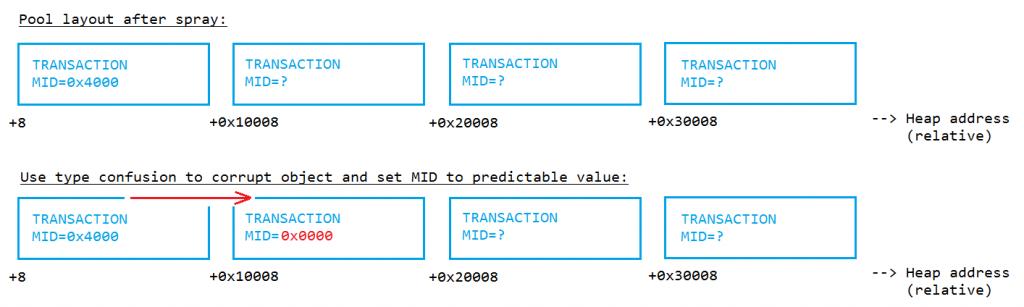 Pool layout after spray:
TRANSACTION TRANSACTION TRANSACTION TRANSACTION
MID=0x4000 MID=? MID=? MID=?
+8 +0x10008 +0x20008 +0x30008 --> Heap address
(relative)
Use type confusion to corrupt object and set MID to predictable value:
TRANSACTION TRANSACTION TRANSACTION TRANSACTION
MID=0x4000 MID=0x0000 MID=? MID=?
+8 +0x10008 +0x20008 +0x30008 --> Heap address
(relative)